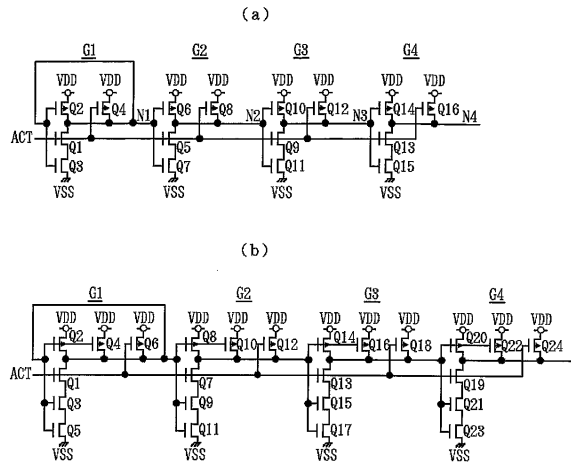 (a)
G1 G2 G3 G4
VDD VDD VDD VDD VDD VDD VDD VDD
Q2 Q4 N1 Q6 Q8 N2 Q10 Q12 N3 Q14 Q16 N4
ACT
Q1 Q5 Q9 Q13
Q3 Q7 Q11 Q15
VSS VSS VSS VSS
(b)
G1 G2 G3 G4
VDD VDD VDD VDD VDD VDD VDD VDD VDD VDD VDD VDD
Q2 Q4 Q6 Q8 Q10 Q12 Q14 Q16 Q18 Q20 Q22 Q24
ACT
Q1 Q7 Q13 Q19
Q3 Q9 Q15 Q21
Q5 Q11 Q17 Q23
VSS VSS VSS VSS